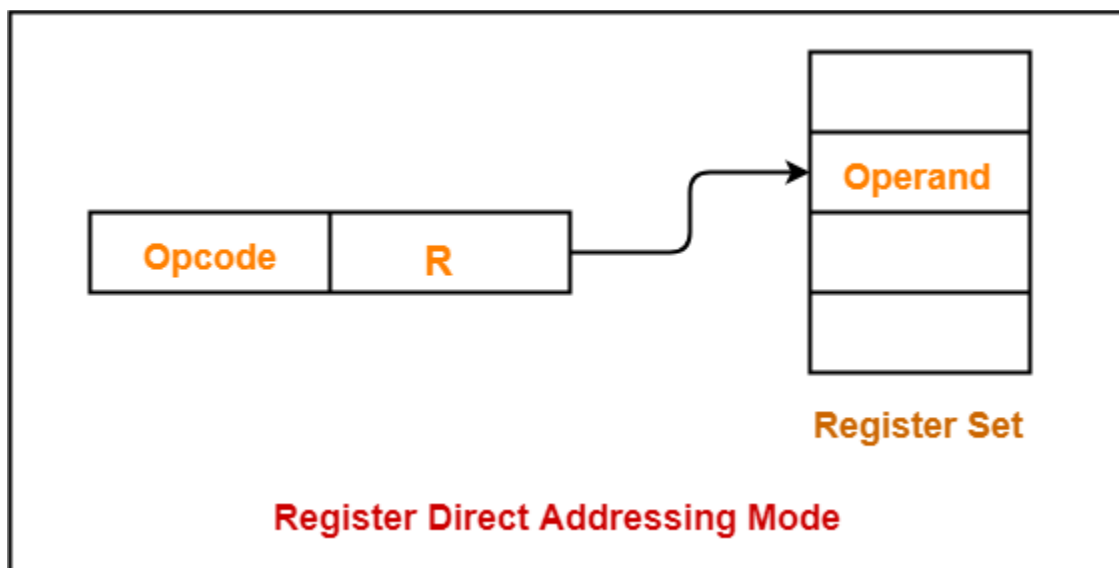 Operand
Opcode
R
Register Set
Register Direct Addressing Mode